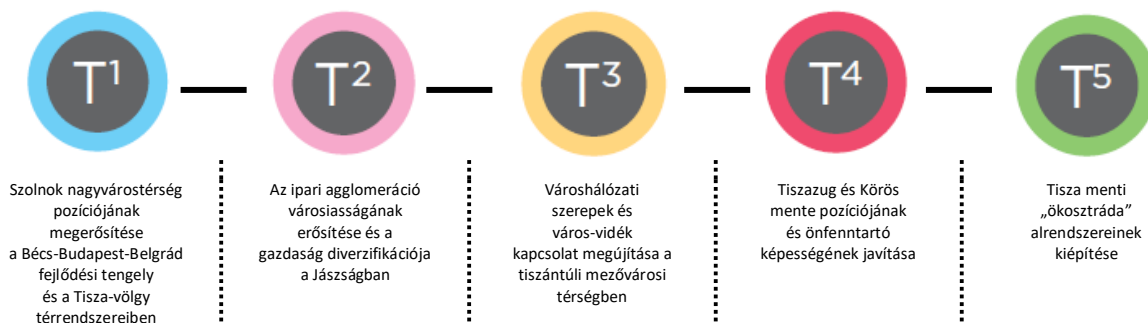 T1
T2
T3
T4
T5
Szolnok nagyvárostérség
pozíciójának
megerősítése
a Bécs-Budapest-Belgrád
fejlődési tengely
és a Tisza-völgy
térrendszereiben
Az ipari agglomeráció
városiasságának
erősítése és a
gazdaság diverzifikációja
a Jászságban
Városhálózati
szerepek és
város-vidék
kapcsolat megújítása a
tiszántúli mezővárosi
térségben
Tiszazug és Körös
mente pozíciójának
és önfenntartó
képességének javítása
Tisza menti
„ökosztráda”
alrendszereinek
kiépítése